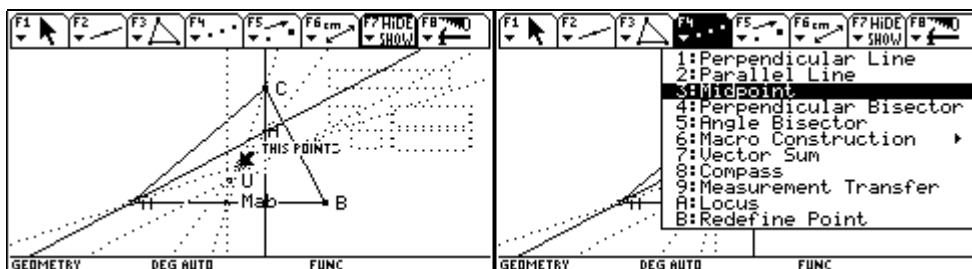 F1 F2 F3 F4 F5 F6 cm F7 HiDE SHOW F8
C
H
THIS POINT
U
Mab B
GEOMETRY DEG AUTO FUNC
F1 F2 F3 F4 F5 F6 cm F7 HiDE SHOW F8
1:Perpendicular Line
2:Parallel Line
3:Midpoint
4:Perpendicular Bisector
5:Angle Bisector
6:Macro Construction
7:Vector Sum
8:Compass
9:Measurement Transfer
A:Locus
B:Redefine Point
GEOMETRY DEG AUTO FUNC